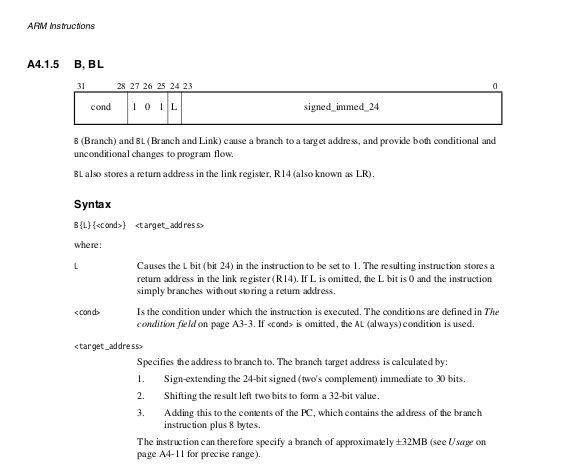 ARM Instructions
A4.1.5 B, BL
31 28 27 26 25 24 23 0
cond 1 0 1 L signed_immed_24
B (Branch) and BL (Branch and Link) cause a branch to a target address, and provide both conditional and
unconditional changes to program flow.
BL also stores a return address in the link register, R14 (also known as LR).
Syntax
B{L}{<cond>} <target_address>
where:
L Causes the L bit (bit 24) in the instruction to be set to 1. The resulting instruction stores a
return address in the link register (R14). If L is omitted, the L bit is 0 and the instruction
simply branches without storing a return address.
<cond> Is the condition under which the instruction is executed. The conditions are defined in The
condition field on page A3-3. If <cond> is omitted, the AL (always) condition is used.
<target_address>
Specifies the address to branch to. The branch target address is calculated by:
1. Sign-extending the 24-bit signed (two's complement) immediate to 30 bits.
2. Shifting the result left two bits to form a 32-bit value.
3. Adding this to the contents of the PC, which contains the address of the branch
instruction plus 8 bytes.
The instruction can therefore specify a branch of approximately ±32MB (see Usage on
page A4-11 for precise range).